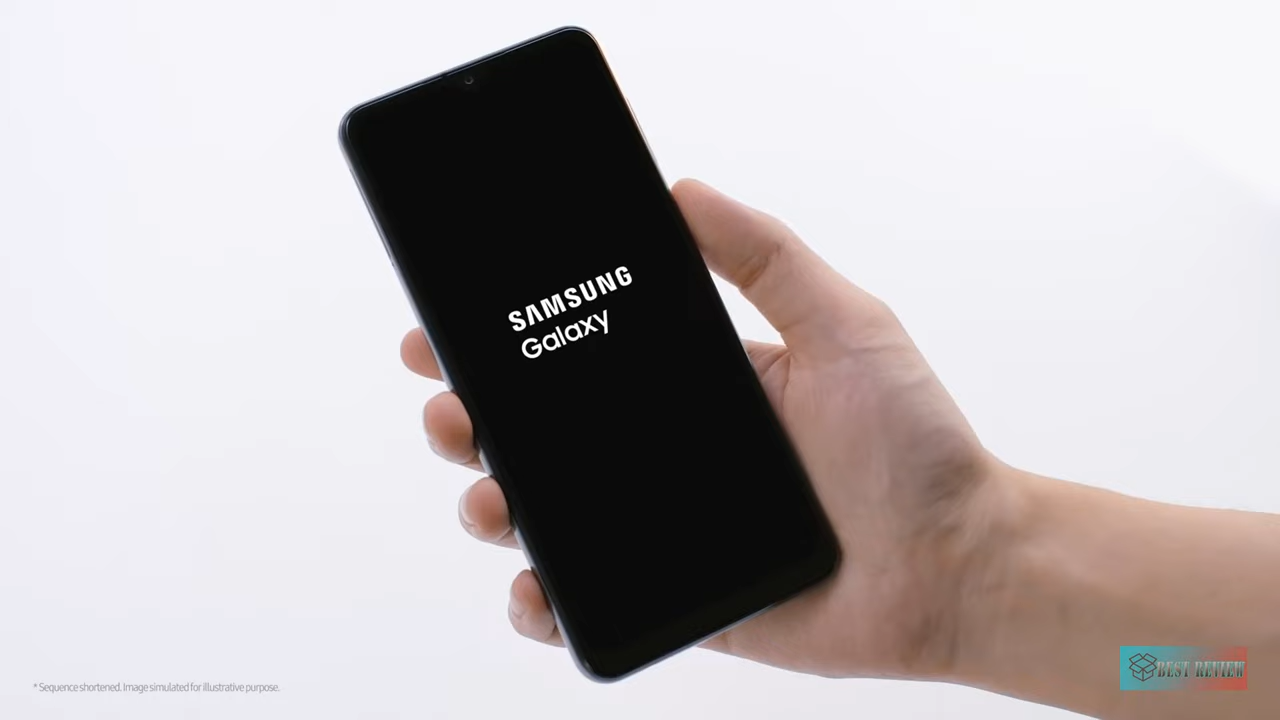 SAMSUNG
Galaxy
* Sequence shortened. Image simulated for illustrative purpose.
BEST REVIEW